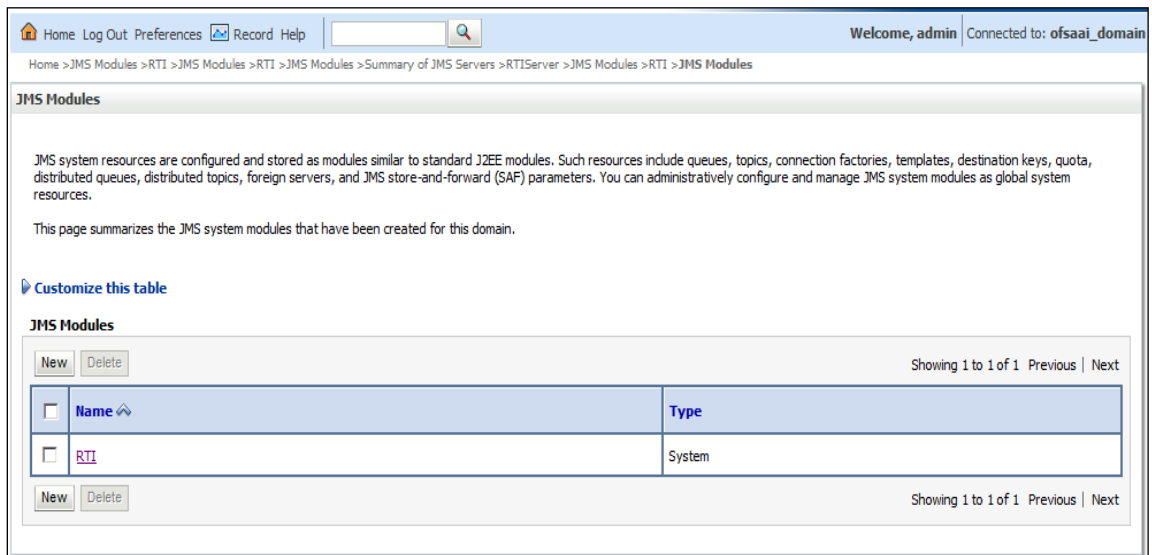 Home Log Out Preferences Record Help
Welcome, admin Connected to: ofsaai_domain
Home >JMS Modules >RTI >JMS Modules >RTI >JMS Modules >Summary of JMS Servers >RTIServer >JMS Modules >RTI >JMS Modules
JMS Modules
JMS system resources are configured and stored as modules similar to standard J2EE modules. Such resources include queues, topics, connection factories, templates, destination keys, quota,
distributed queues, distributed topics, foreign servers, and JMS store-and-forward (SAF) parameters. You can administratively configure and manage JMS system modules as global system
resources.
This page summarizes the JMS system modules that have been created for this domain.
Customize this table
JMS Modules
New Delete
Showing 1 to 1 of 1 Previous | Next
Name Type
RTI System
New Delete
Showing 1 to 1 of 1 Previous | Next